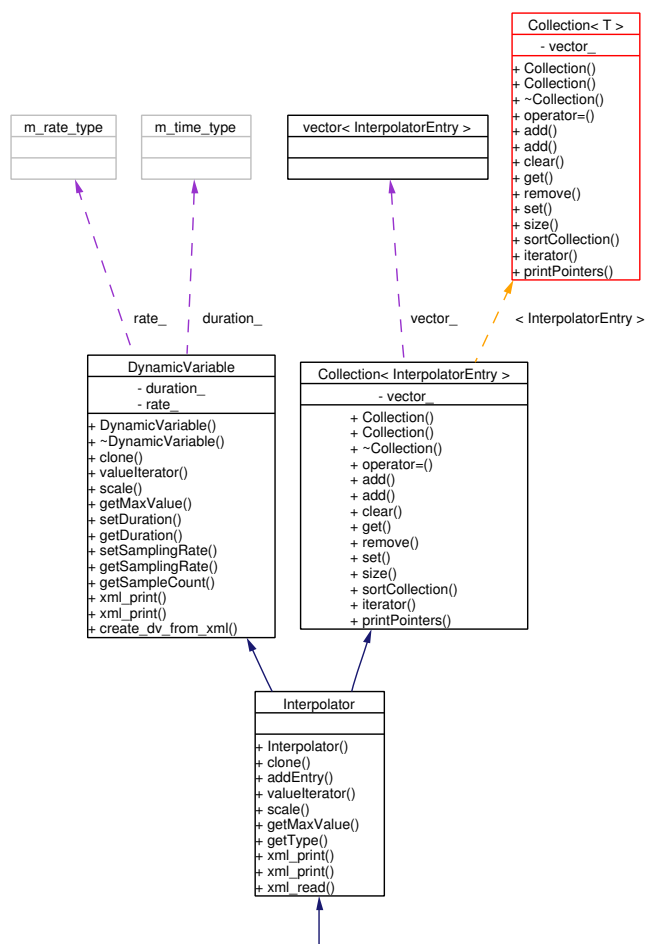 Collection< T >
- vector_
+ Collection()
+ Collection()
+ ~Collection()
+ operator=()
+ add()
+ add()
+ clear()
+ get()
+ remove()
+ set()
+ size()
+ sortCollection()
+ iterator()
+ printPointers()
m_rate_type
m_time_type
vector< InterpolatorEntry >
rate_
duration_
vector_
< InterpolatorEntry >
DynamicVariable
- duration_
- rate_
+ DynamicVariable()
+ ~DynamicVariable()
+ clone()
+ valueIterator()
+ scale()
+ getMaxValue()
+ setDuration()
+ getDuration()
+ setSamplingRate()
+ getSamplingRate()
+ getSampleCount()
+ xml_print()
+ xml_print()
+ create_dv_from_xml()
Collection< InterpolatorEntry >
- vector_
+ Collection()
+ Collection()
+ ~Collection()
+ operator=()
+ add()
+ add()
+ clear()
+ get()
+ remove()
+ set()
+ size()
+ sortCollection()
+ iterator()
+ printPointers()
Interpolator
+ Interpolator()
+ clone()
+ addEntry()
+ valueIterator()
+ scale()
+ getMaxValue()
+ getType()
+ xml_print()
+ xml_print()
+ xml_read()